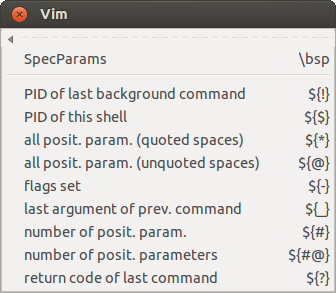 Vim
SpecParams \bsp
PID of last background command ${!}
PID of this shell ${$}
all posit. param. (quoted spaces) ${*}
all posit. param. (unquoted spaces) ${@}
flags set ${-}
last argument of prev. command ${_}
number of posit. param. ${#}
number of posit. parameters ${#@}
return code of last command ${?}